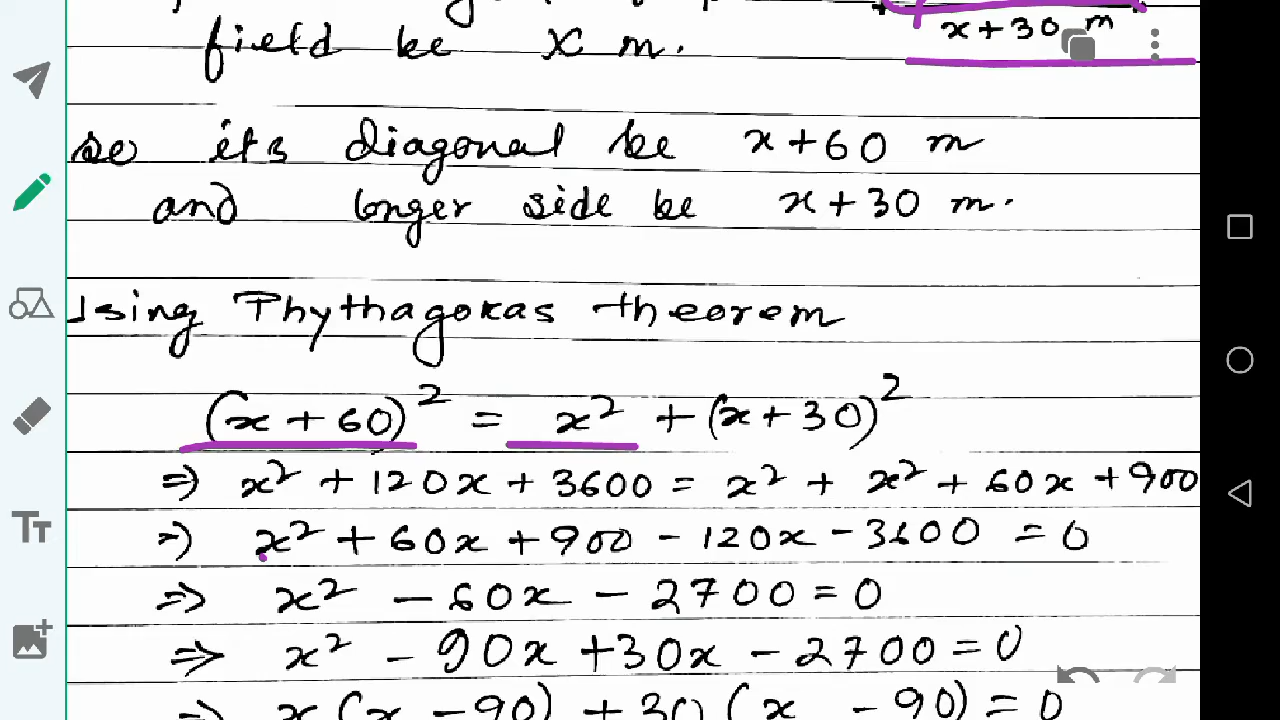 x + 30 m
field be x m.
so its diagonal be x + 60 m
and longer side be x + 30 m.
Using Phythagoras theorem
(x + 60)² = x² + (x + 30)²
=> x² + 120x + 3600 = x² + x² + 60x + 900
=> x² + 60x + 900 - 120x - 3600 = 0
=> x² - 60x - 2700 = 0
=> x² - 90x + 30x - 2700 = 0
=> x(x - 90) + 30(x - 90) = 0
TT